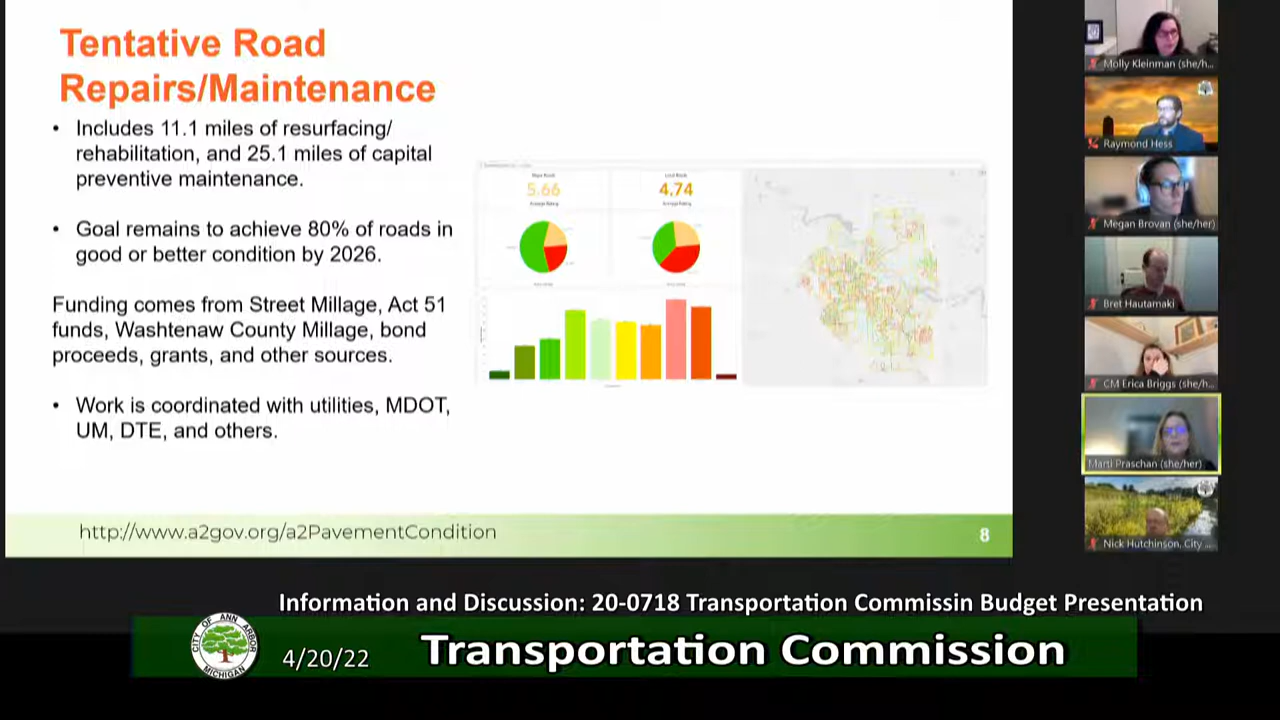 Tentative Road
Repairs/Maintenance
• Includes 11.1 miles of resurfacing/
rehabilitation, and 25.1 miles of capital
preventive maintenance.
• Goal remains to achieve 80% of roads in
good or better condition by 2026.
Funding comes from Street Millage, Act 51
funds, Washtenaw County Millage, bond
proceeds, grants, and other sources.
• Work is coordinated with utilities, MDOT,
UM, DTE, and others.
Major Roads
5.66
Average Rating
Local Roads
4.74
Average Rating
http://www.a2gov.org/a2PavementCondition
8
Molly Kleinman (she/h...
Raymond Hess
Megan Brovan (she/her)
Bret Hautamaki
CM Erica Briggs (she/h...
Marti Praschan (she/her)
Nick Hutchinson, City ...
Information and Discussion: 20-0718 Transportation Commissin Budget Presentation
CITY OF ANN ARBOR
MICHIGAN
4/20/22
Transportation Commission